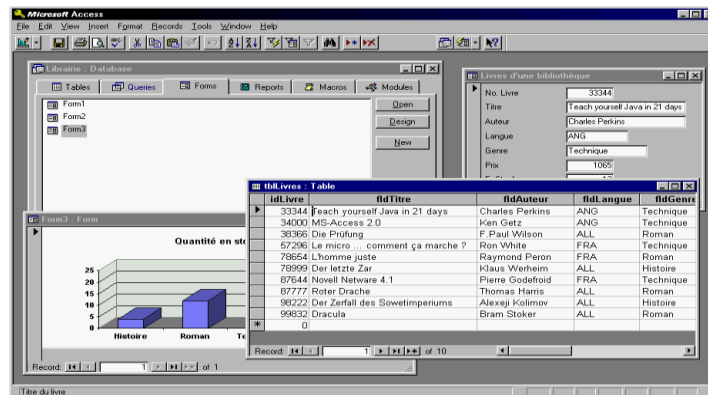 Microsoft Access
File Edit View Insert Format Records Tools Window Help
Librairie : Database
Tables Queries Forms Reports Macros Modules
Form1
Form2
Form3
Open
Design
New
Livres d'une bibliothèque
No. Livre 33344
Titre Teach yourself Java in 21 days
Auteur Charles Perkins
Langue ANG
Genre Technique
Prix 1065
Form3 : Form
Quantité en sto
25
20
15
10
5
0
Histoire Roman Te
Record: 1 of 1
tblLivres : Table
idLivre fldTitre fldAuteur fldLangue fldGenre
33344 Teach yourself Java in 21 days Charles Perkins ANG Technique
34000 MS-Access 2.0 Ken Getz ANG Technique
38366 Die Prüfung F.Paul Wilson ALL Roman
57296 Le micro ... comment ça marche ? Ron White FRA Technique
78654 L'homme juste Raymond Peron FRA Roman
78999 Der letzte Zar Klaus Werheim ALL Histoire
87644 Novell Netware 4.1 Pierre Godefroid FRA Technique
87777 Roter Drache Thomas Harris ALL Roman
98222 Der Zerfall des Sowetimperiums Alexeji Kolimov ALL Histoire
99832 Dracula Bram Stoker ALL Roman
0
Record: 1 of 10
Titre du livre